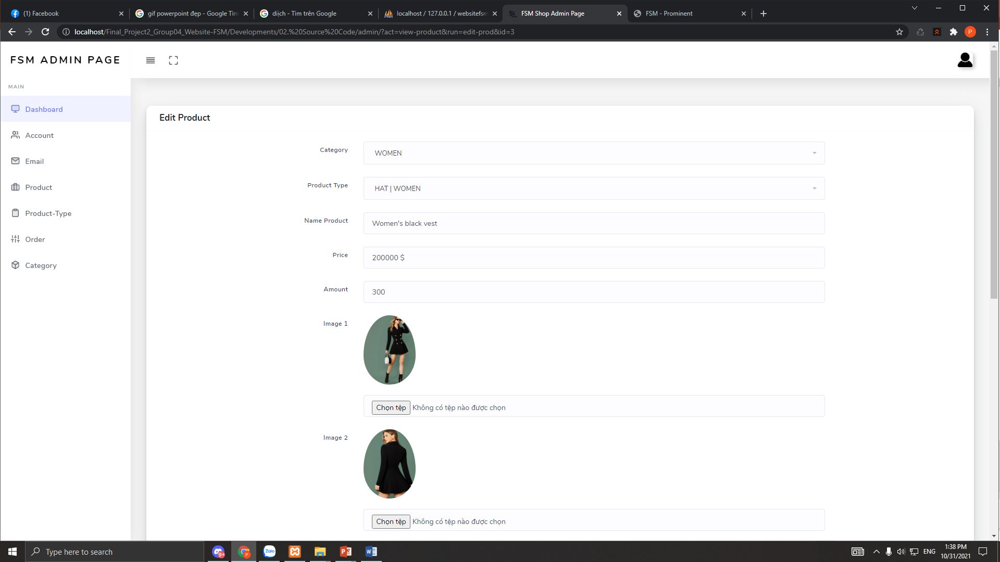 (1) Facebook
gif powerpoint đẹp - Google Tìm
diịch - Tìm trên Google
localhost / 127.0.0.1 / websitefsm
FSM Shop Admin Page
FSM - Prominent
localhost/Final_Project2_Group04_Website-FSM/Developments/02.%20Source%20Code/admin/?act=view-product&run=edit-prod&id=3
P
FSM ADMIN PAGE
MAIN
Dashboard
Account
Email
Product
Product-Type
Order
Category
Edit Product
Category
WOMEN
Product Type
HAT | WOMEN
Name Product
Women's black vest
Price
200000 $
Amount
300
Image 1
Chọn tệp Không có tệp nào được chọn
Image 2
Chọn tệp Không có tệp nào được chọn
Type here to search
9+
P
Zalo
ENG
1:38 PM
10/31/2021